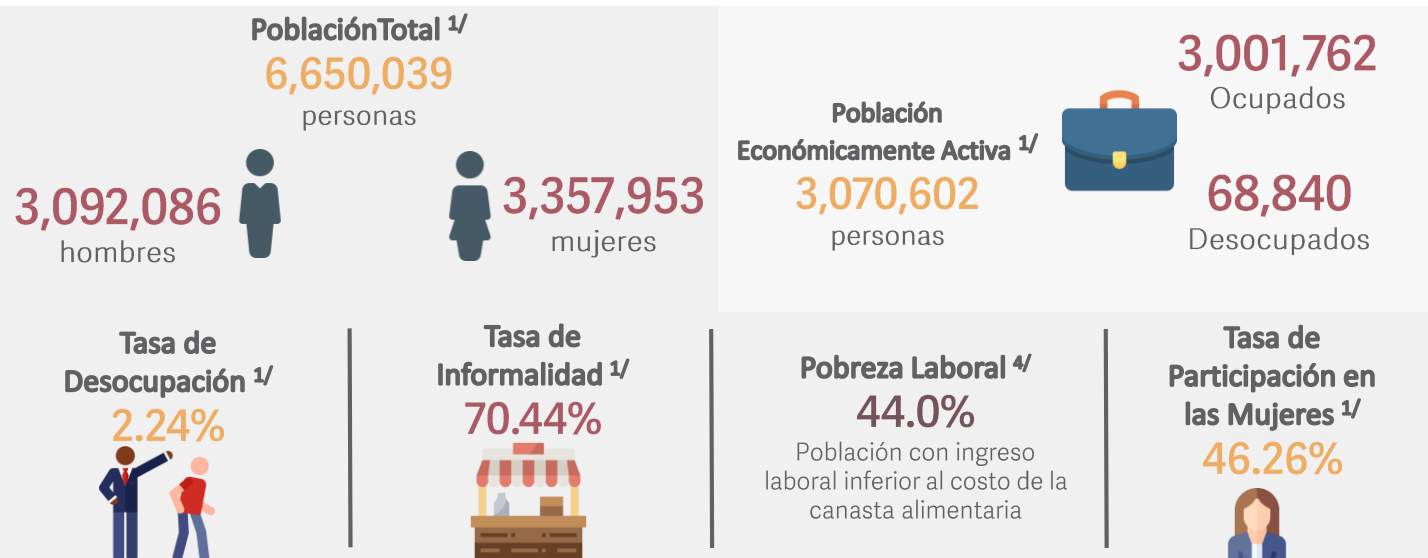 PoblaciónTotal 1/
6,650,039
personas
3,092,086
hombres
3,357,953
mujeres
Población
Económicamente Activa 1/
3,070,602
personas
3,001,762
Ocupados
68,840
Desocupados
Tasa de
Desocupación 1/
2.24%
Tasa de
Informalidad 1/
70.44%
Pobreza Laboral 4/
44.0%
Población con ingreso
laboral inferior al costo de la
canasta alimentaria
Tasa de
Participación en
las Mujeres 1/
46.26%